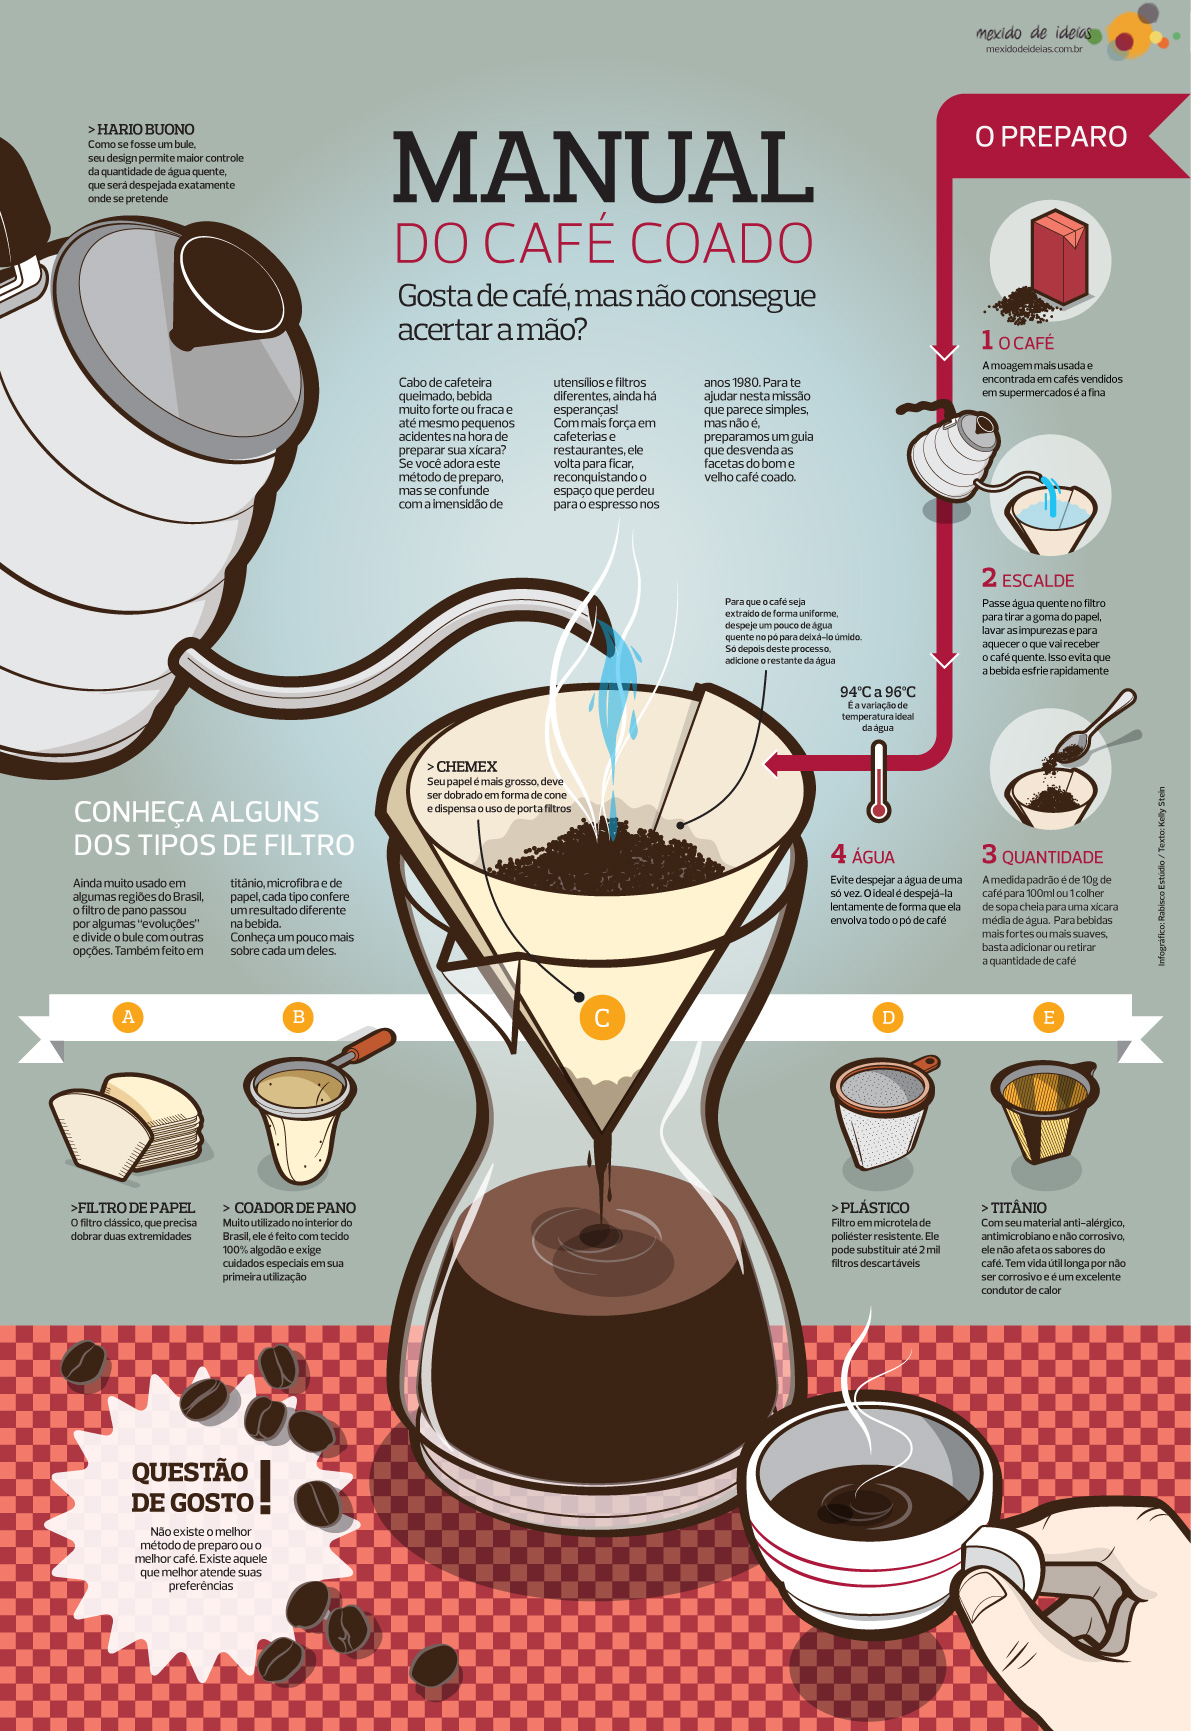 mexido de ideias
mexidodeideias.com.br
> HARIO BUONO
Como se fosse um bule,
seu design permite maior controle
da quantidade de água quente,
que será despejada exatamente
onde se pretende
MANUAL
DO CAFÉ COADO
Gosta de café, mas não consegue
acertar a mão?
Cabo de cafeteira
queimado, bebida
muito forte ou fraca e
até mesmo pequenos
acidentes na hora de
preparar sua xícara?
Se você adora este
método de preparo,
mas se confunde
com a imensidão de
utensílios e filtros
diferentes, ainda há
esperanças!
Com mais força em
cafeterias e
restaurantes, ele
volta para ficar,
reconquistando o
espaço que perdeu
para o espresso nos
anos 1980. Para te
ajudar nesta missão
que parece simples,
mas não é,
preparamos um guia
que desvenda as
facetas do bom e
velho café coado.
O PREPARO
1 O CAFÉ
A moagem mais usada e
encontrada em cafés vendidos
em supermercados é a fina
2 ESCALDE
Passe água quente no filtro
para tirar a goma do papel,
lavar as impurezas e para
aquecer o que vai receber
o café quente. Isso evita que
a bebida esfrie rapidamente
3 QUANTIDADE
A medida padrão é de 10g de
café para 100ml ou 1 colher
de sopa cheia para uma xícara
média de água. Para bebidas
mais fortes ou mais suaves,
basta adicionar ou retirar
a quantidade de café
4 ÁGUA
Evite despejar a água de uma
só vez. O ideal é despejá-la
lentamente de forma que ela
envolva todo o pó de café
94°C a 96°C
É a variação de
temperatura ideal
da água
Para que o café seja
extraído de forma uniforme,
despeje um pouco de água
quente no pó para deixá-lo úmido.
Só depois deste processo,
adicione o restante da água
> CHEMEX
Seu papel é mais grosso, deve
ser dobrado em forma de cone
e dispensa o uso de porta filtros
Infográfico: Rabisco Estúdio / Texto: Kelly Stein
CONHEÇA ALGUNS
DOS TIPOS DE FILTRO
Ainda muito usado em
algumas regiões do Brasil,
o filtro de pano passou
por algumas “evoluções”
e divide o bule com outras
opções. Também feito em
titânio, microfibra e de
papel, cada tipo confere
um resultado diferente
na bebida.
Conheça um pouco mais
sobre cada um deles.
A
B
C
D
E
>FILTRO DE PAPEL
O filtro clássico, que precisa
dobrar duas extremidades
> COADOR DE PANO
Muito utilizado no interior do
Brasil, ele é feito com tecido
100% algodão e exige
cuidados especiais em sua
primeira utilização
> PLÁSTICO
Filtro em microtela de
poliéster resistente. Ele
pode substituir até 2 mil
filtros descartáveis
> TITÂNIO
Com seu material anti-alérgico,
antimicrobiano e não corrosivo,
ele não afeta os sabores do
café. Tem vida útil longa por não
ser corrosivo e é um excelente
condutor de calor
QUESTÃO
DE GOSTO!
Não existe o melhor
método de preparo ou o
melhor café. Existe aquele
que melhor atende suas
preferências